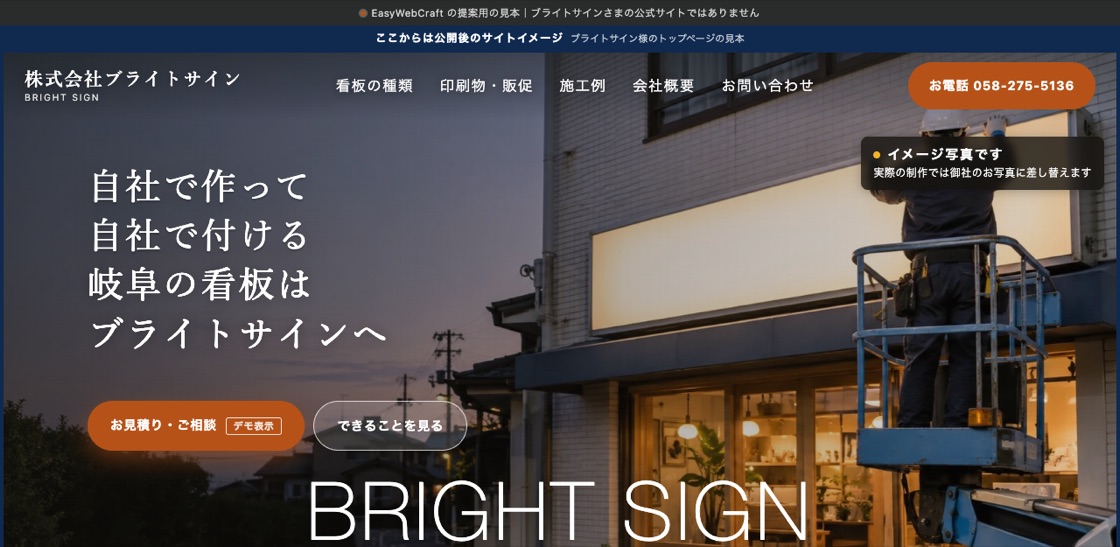 EasyWebCraft の提案用の見本｜ブライトサインさまの公式サイトではありません
ここからは公開後のサイトイメージ ブライトサイン様のトップページの見本
株式会社ブライトサイン
BRIGHT SIGN
看板の種類 印刷物・販促 施工例 会社概要 お問い合わせ
お電話 058-275-5136
イメージ写真です
実際の制作では御社のお写真に差し替えます
自社で作って
自社で付ける
岐阜の看板は
ブライトサインへ
お見積り・ご相談 デモ表示
できることを見る
BRIGHT SIGN